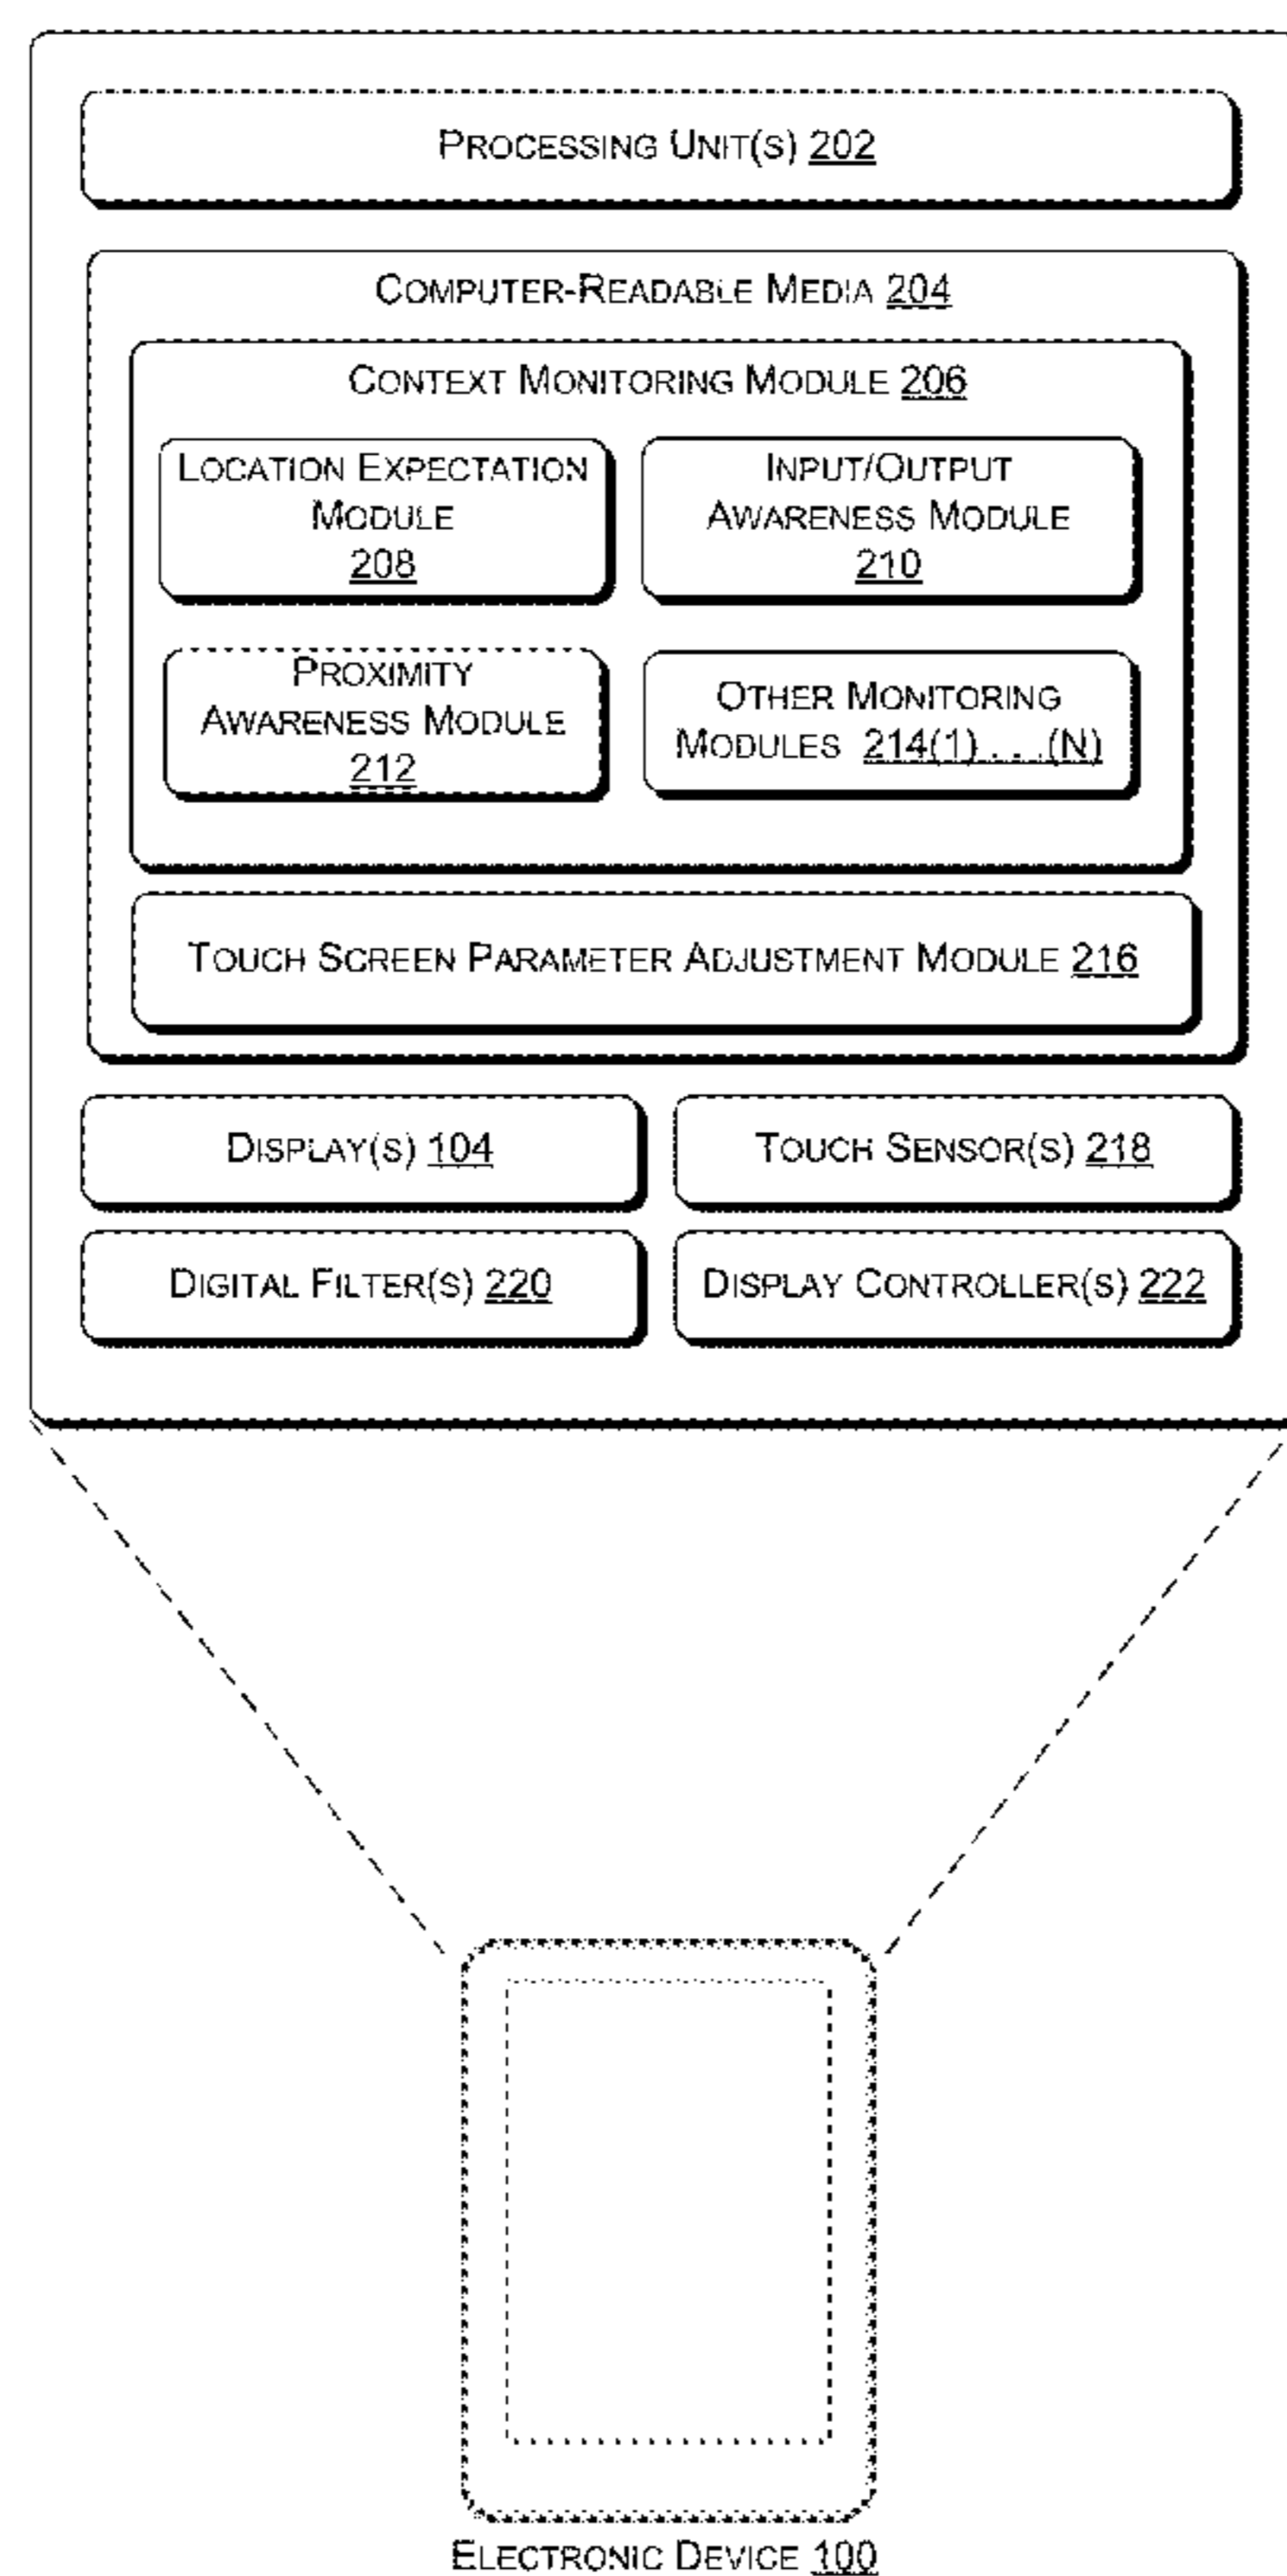 PROCESSING UNIT(S) 202
COMPUTER-READABLE MEDIA 204
CONTEXT MONITORING MODULE 206
LOCATION EXPECTATION
MODULE
208
INPUT/OUTPUT
AWARENESS MODULE
210
PROXIMITY
AWARENESS MODULE
212
OTHER MONITORING
MODULES 214(1) . . . (N)
TOUCH SCREEN PARAMETER ADJUSTMENT MODULE 216
DISPLAY(S) 104
TOUCH SENSOR(S) 218
DIGITAL FILTER(S) 220
DISPLAY CONTROLLER(S) 222
ELECTRONIC DEVICE 100